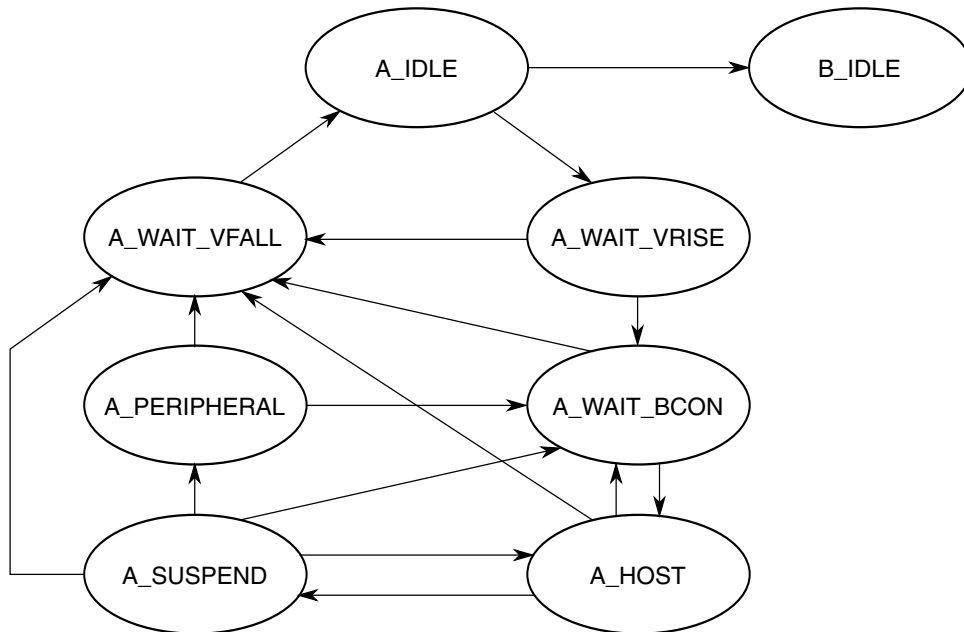 A_IDLE
B_IDLE
A_WAIT_VFALL
A_WAIT_VRISE
A_PERIPHERAL
A_WAIT_BCON
A_SUSPEND
A_HOST